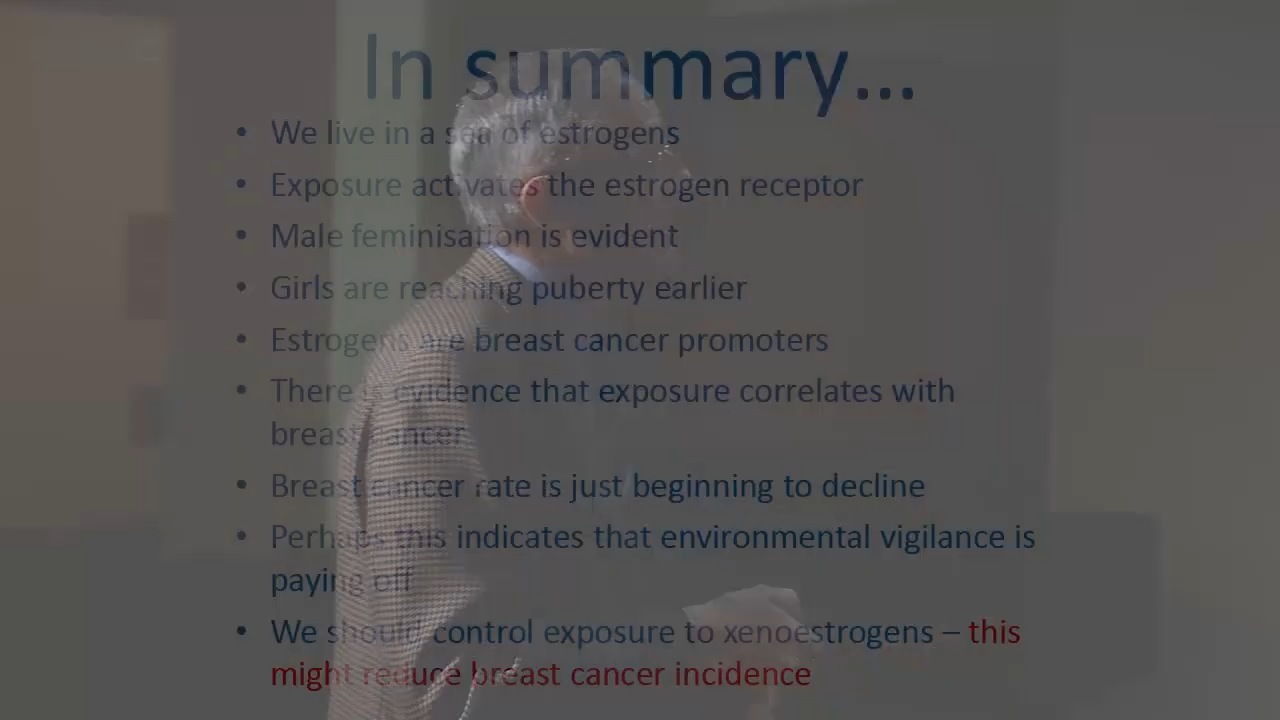 In summary...
• We live in a sea of estrogens
• Exposure activates the estrogen receptor
• Male feminisation is evident
• Girls are reaching puberty earlier
• Estrogens are breast cancer promoters
• There is evidence that exposure correlates with
breast cancer
• Breast cancer rate is just beginning to decline
• Perhaps this indicates that environmental vigilance is
paying off
• We should control exposure to xenoestrogens – this
might reduce breast cancer incidence